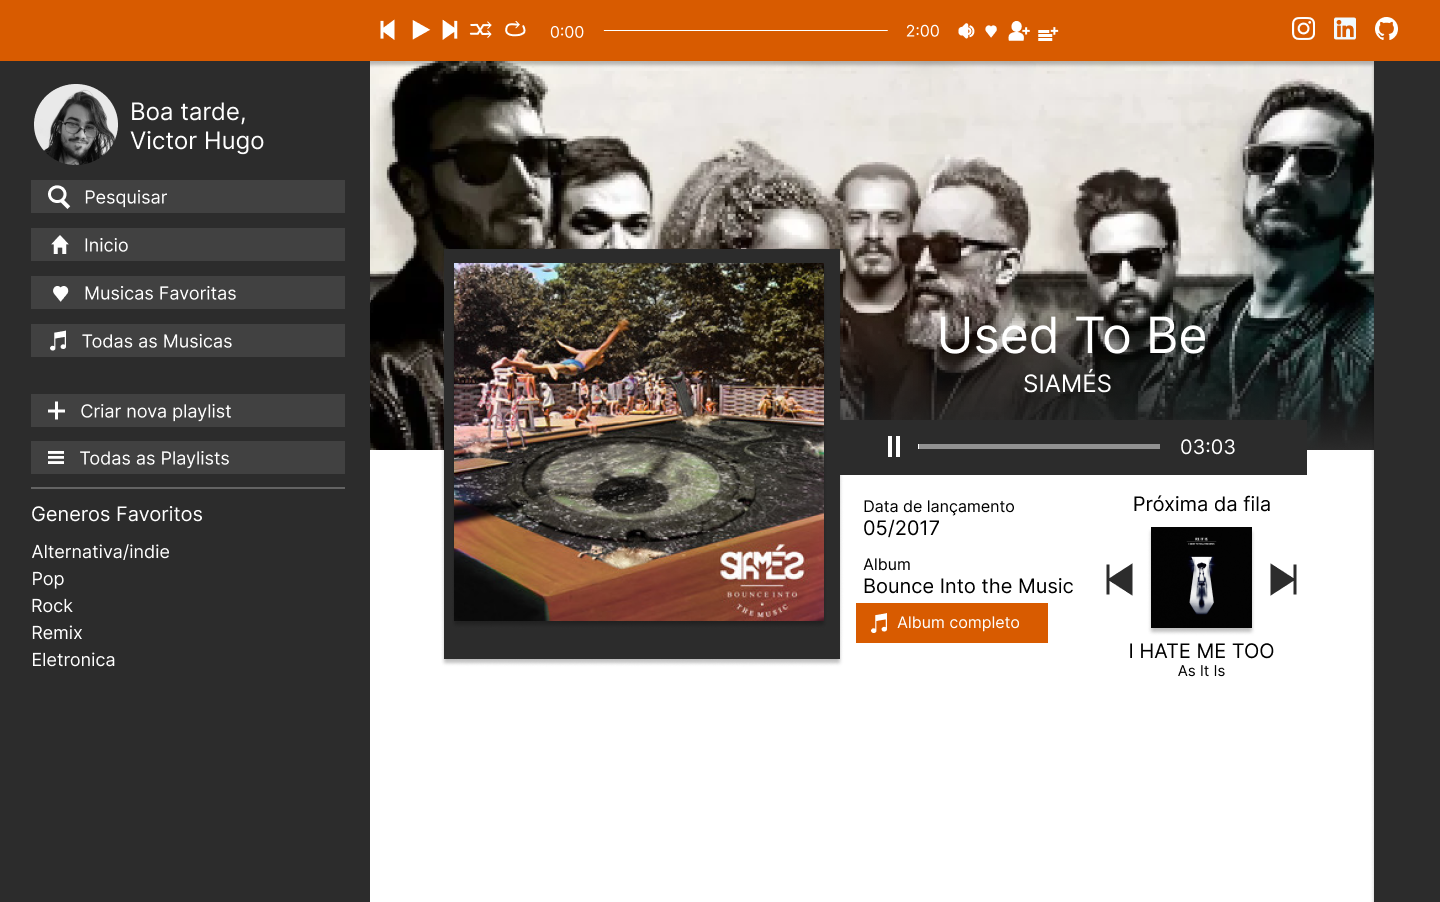 0:00
2:00
Boa tarde,
Victor Hugo
Pesquisar
Inicio
Musicas Favoritas
Todas as Musicas
Criar nova playlist
Todas as Playlists
Generos Favoritos
Alternativa/indie
Pop
Rock
Remix
Eletronica
Used To Be
SIAMÉS
03:03
SIAMÉS
BOUNCE INTO
THE MUSIC
Data de lançamento
05/2017
Album
Bounce Into the Music
Album completo
Próxima da fila
I HATE ME TOO
As It Is